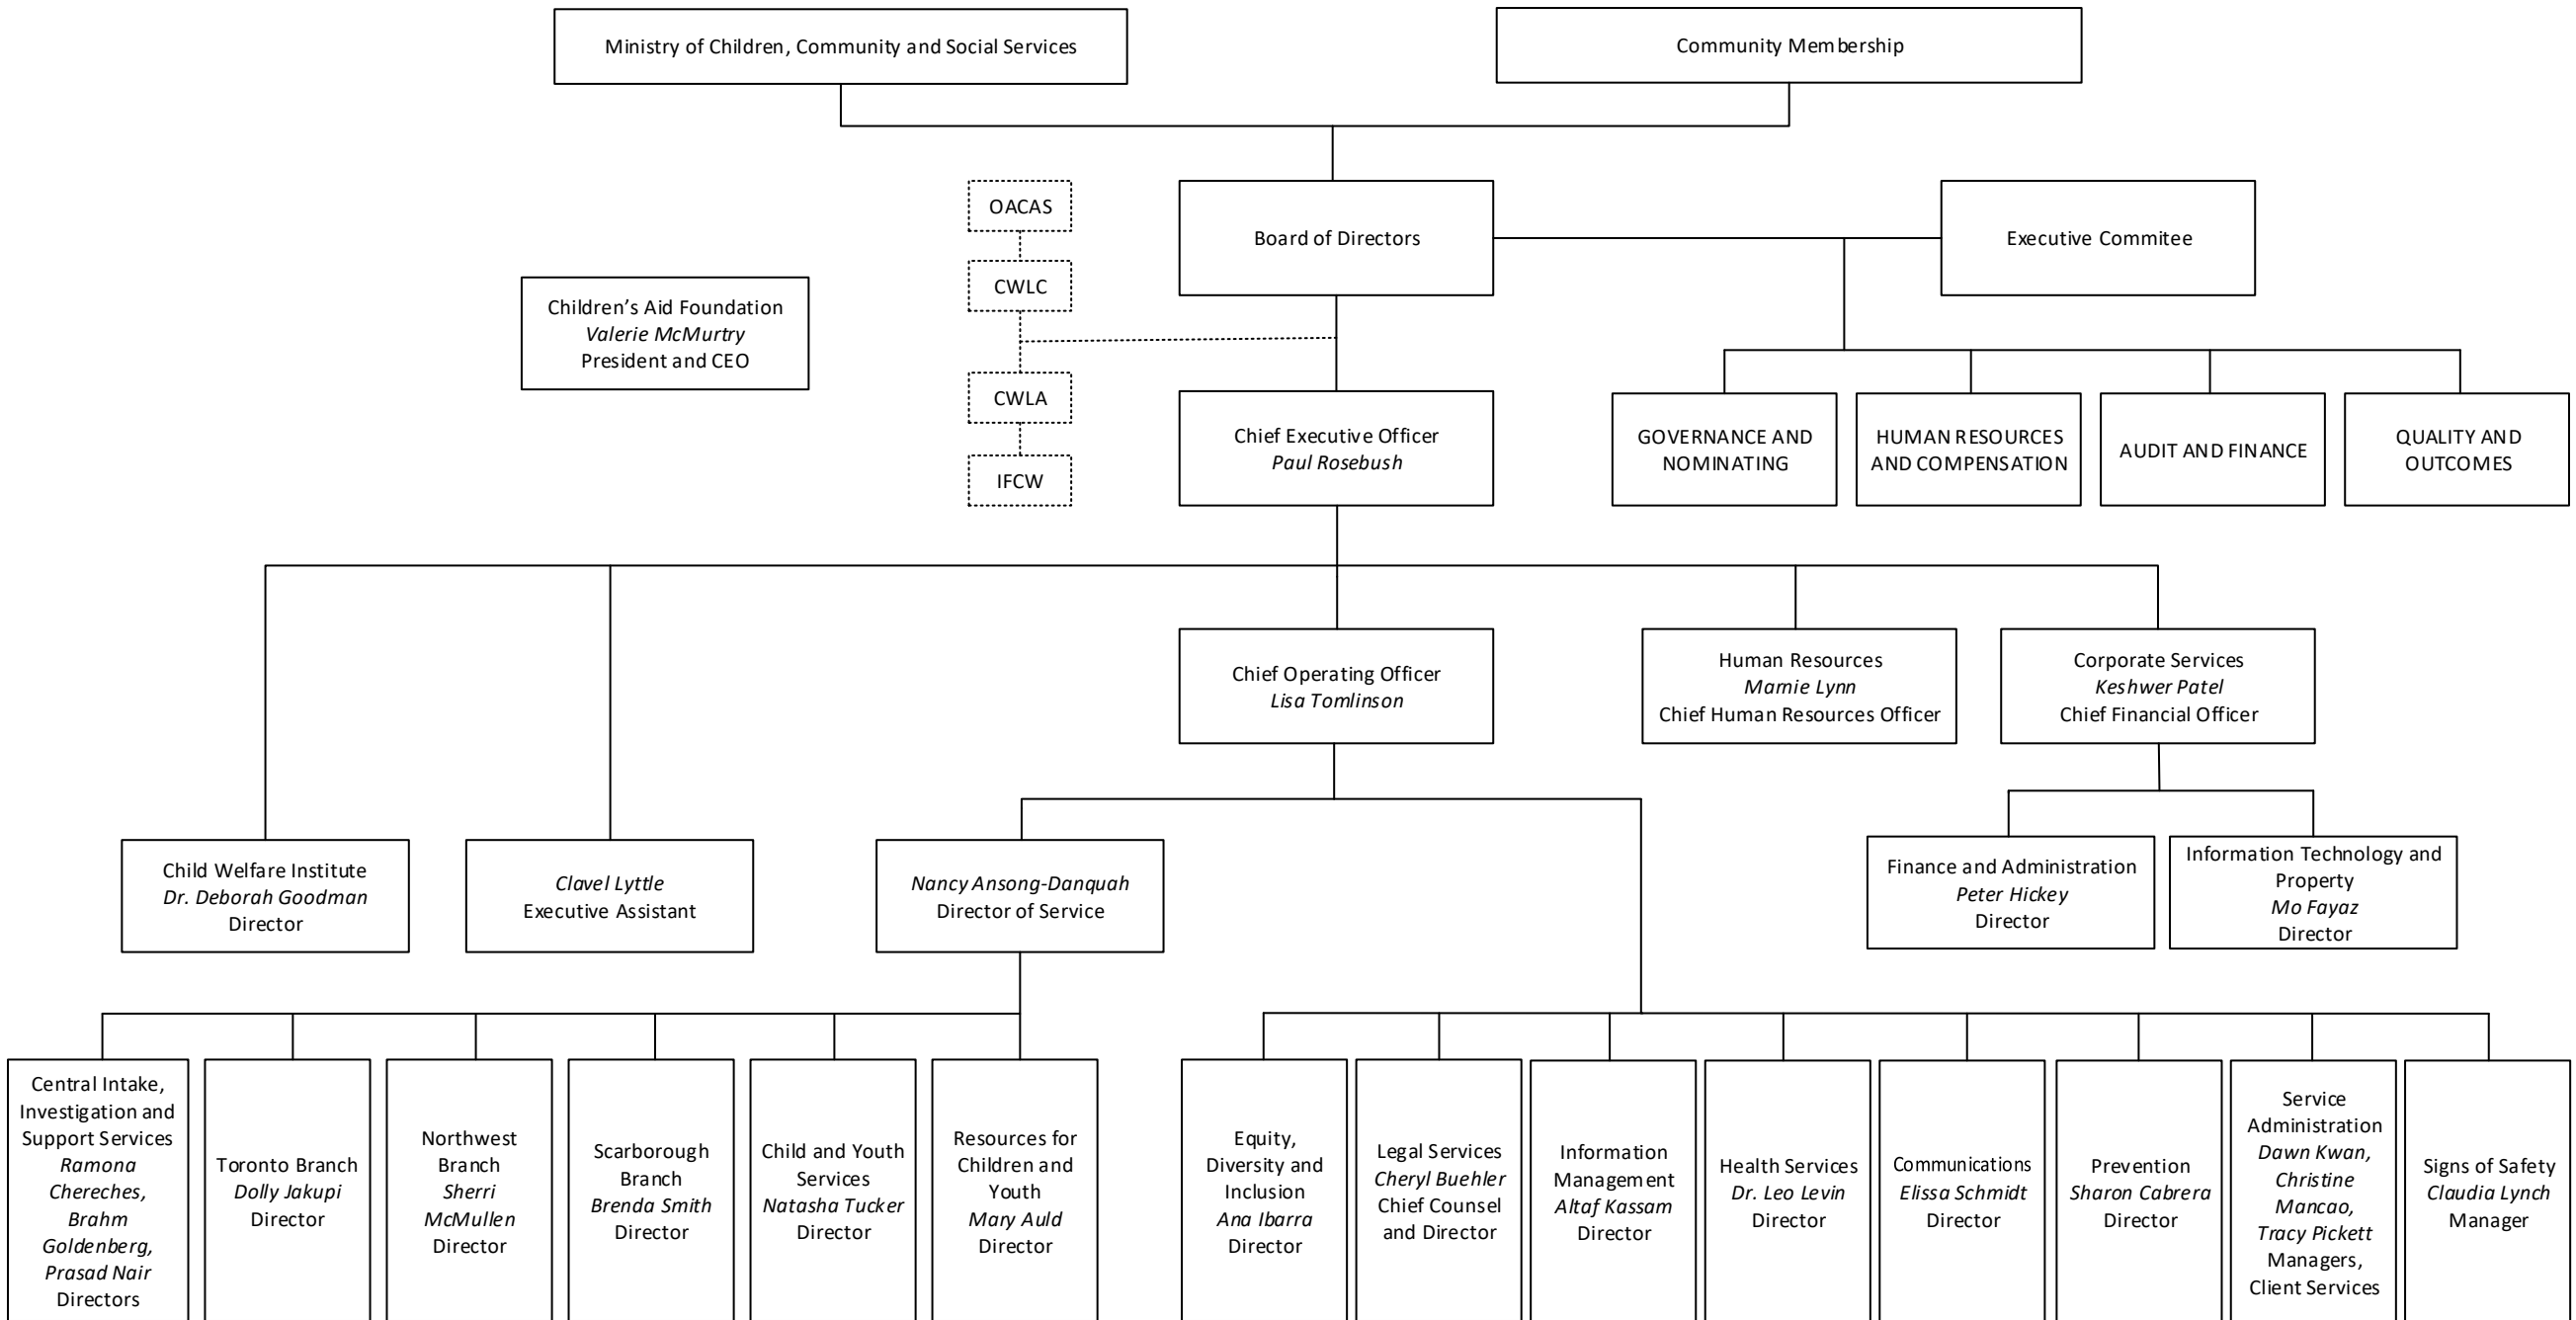 Ministry of Children, Community and Social Services
Community Membership
OACAS
CWLC
CWLA
IFCW
Board of Directors
Executive Commitee
Children’s Aid Foundation
Valerie McMurtry
President and CEO
Chief Executive Officer
Paul Rosebush
GOVERNANCE AND
NOMINATING
HUMAN RESOURCES
AND COMPENSATION
AUDIT AND FINANCE
QUALITY AND
OUTCOMES
Chief Operating Officer
Lisa Tomlinson
Human Resources
Marnie Lynn
Chief Human Resources Officer
Corporate Services
Keshwer Patel
Chief Financial Officer
Child Welfare Institute
Dr. Deborah Goodman
Director
Clavel Lyttle
Executive Assistant
Nancy Ansong-Danquah
Director of Service
Finance and Administration
Peter Hickey
Director
Information Technology and
Property
Mo Fayaz
Director
Central Intake,
Investigation and
Support Services
Ramona
Chereches,
Brahm
Goldenberg,
Prasad Nair
Directors
Toronto Branch
Dolly Jakupi
Director
Northwest
Branch
Sherri
McMullen
Director
Scarborough
Branch
Brenda Smith
Director
Child and Youth
Services
Natasha Tucker
Director
Resources for
Children and
Youth
Mary Auld
Director
Equity,
Diversity and
Inclusion
Ana Ibarra
Director
Legal Services
Cheryl Buehler
Chief Counsel
and Director
Information
Management
Altaf Kassam
Director
Health Services
Dr. Leo Levin
Director
Communications
Elissa Schmidt
Director
Prevention
Sharon Cabrera
Director
Service
Administration
Dawn Kwan,
Christine
Mancao,
Tracy Pickett
Managers,
Client Services
Signs of Safety
Claudia Lynch
Manager